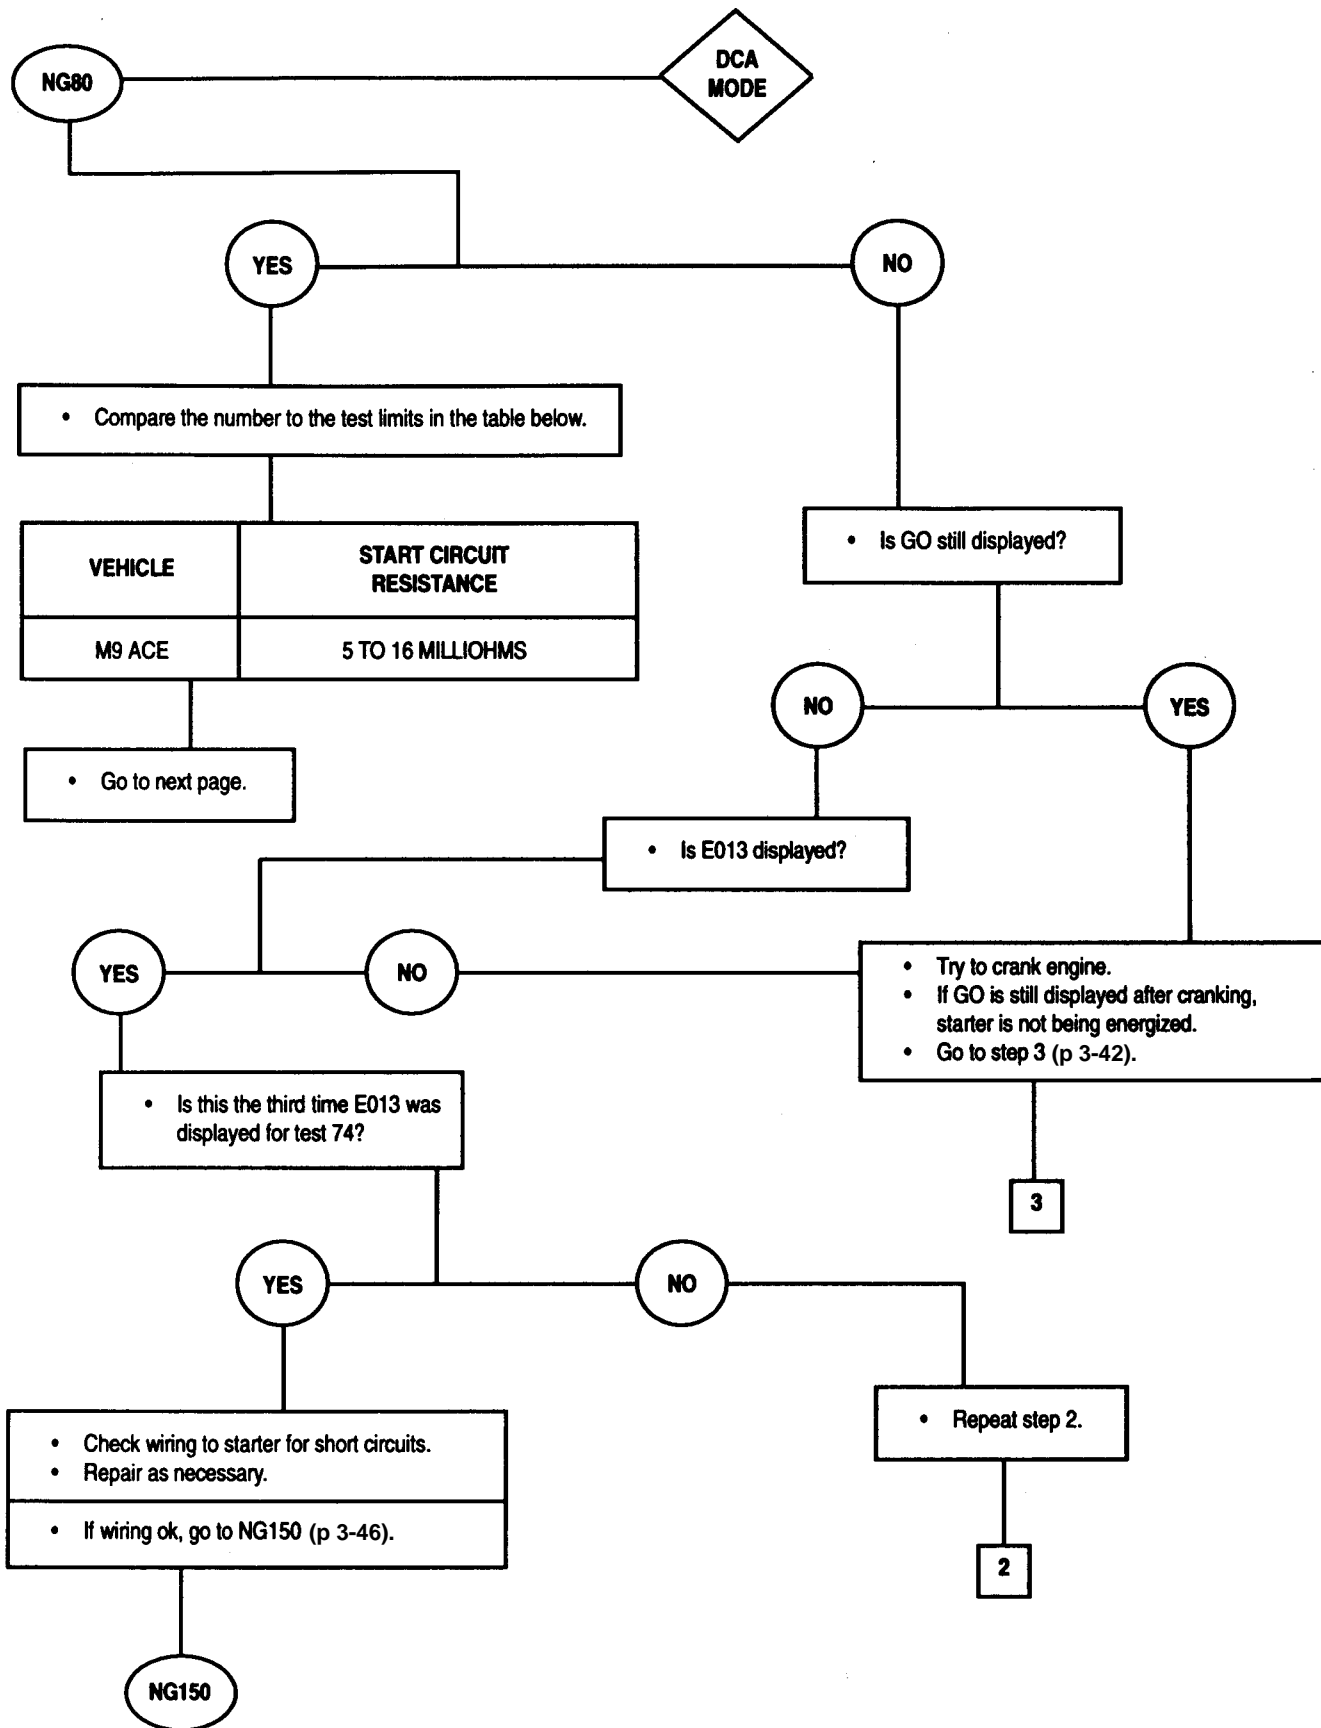 NG80
DCA
MODE
YES
NO
• Compare the number to the test limits in the table below.
VEHICLE
START CIRCUIT
RESISTANCE
M9 ACE
5 TO 16 MILLIOHMS
• Go to next page.
• Is GO still displayed?
NO
YES
• Is E013 displayed?
YES
NO
• Try to crank engine.
• If GO is still displayed after cranking,
starter is not being energized.
• Go to step 3 (p 3-42).
3
• Is this the third time E013 was
displayed for test 74?
YES
NO
• Check wiring to starter for short circuits.
• Repair as necessary.
• If wiring ok, go to NG150 (p 3-46).
NG150
• Repeat step 2.
2